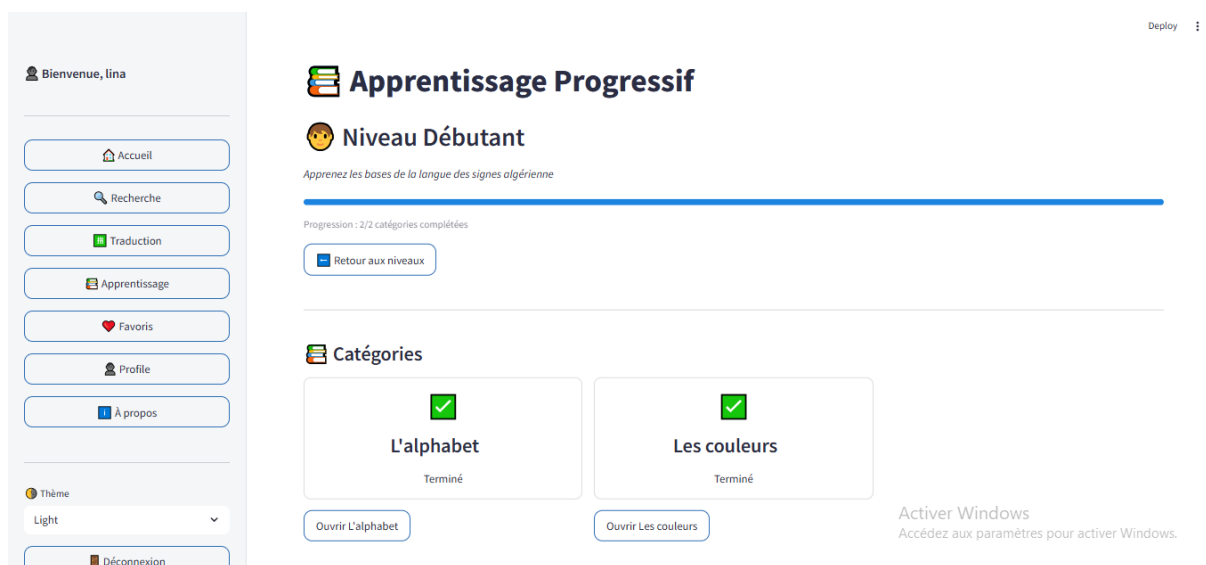 Deploy
Bienvenue, lina
Accueil
Recherche
Traduction
Apprentissage
Favoris
Profile
À propos
Thème
Light
Déconnexion
Apprentissage Progressif
Niveau Débutant
Apprenez les bases de la langue des signes algérienne
Progression : 2/2 catégories complétées
Retour aux niveaux
Catégories
L'alphabet
Terminé
Ouvrir L'alphabet
Les couleurs
Terminé
Ouvrir Les couleurs
Activer Windows
Accédez aux paramètres pour activer Windows.